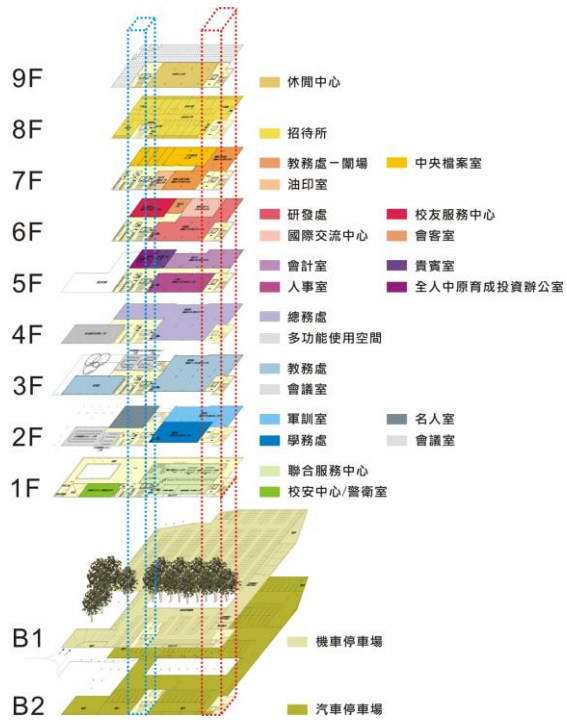 9F
休閒中心
8F
招待所
7F
教務處－闈場 中央檔案室
油印室
6F
研發處 校友服務中心
國際交流中心 會客室
5F
會計室 貴賓室
人事室 全人中原育成投資辦公室
4F
總務處
多功能使用空間
3F
教務處
會議室
2F
軍訓室 名人室
學務處 會議室
1F
聯合服務中心
校安中心/警衛室
B1
機車停車場
B2
汽車停車場